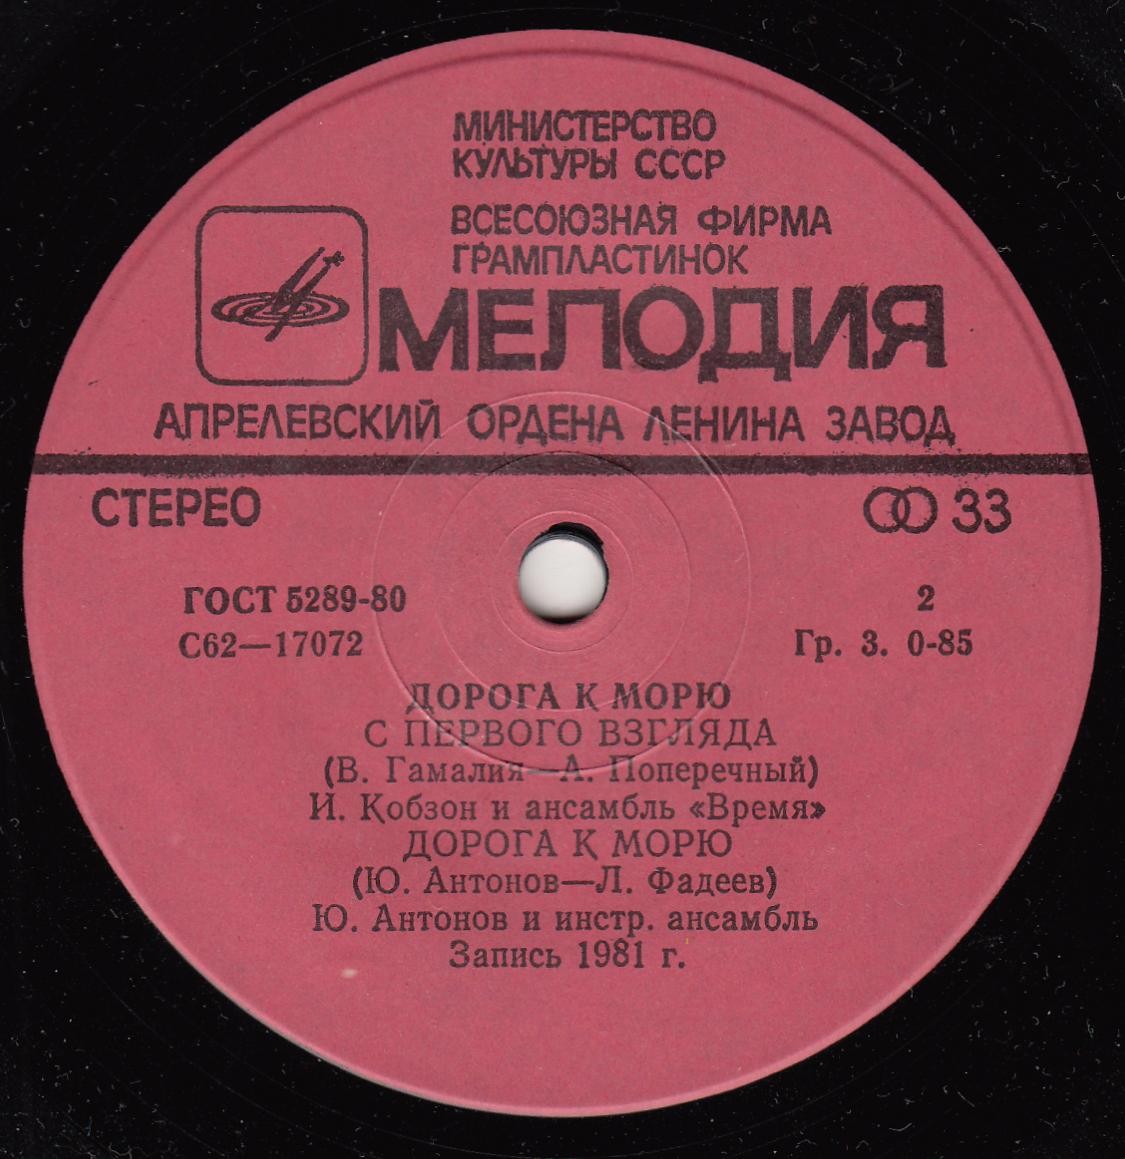 МИНИСТЕРСТВО
КУЛЬТУРЫ СССР
ВСЕСОЮЗНАЯ ФИРМА
ГРАМПЛАСТИНОК
МЕЛОДИЯ
АПРЕЛЕВСКИЙ ОРДЕНА ЛЕНИНА ЗАВОД
СТЕРЕО 33
ГОСТ 5289-80 2
С62—17072 Гр. 3. 0-85
ДОРОГА К МОРЮ
С ПЕРВОГО ВЗГЛЯДА
(В. Гамалия—А. Поперечный)
И. Кобзон и ансамбль «Время»
ДОРОГА К МОРЮ
(Ю. Антонов—Л. Фадеев)
Ю. Антонов и инстр. ансамбль
Запись 1981 г.